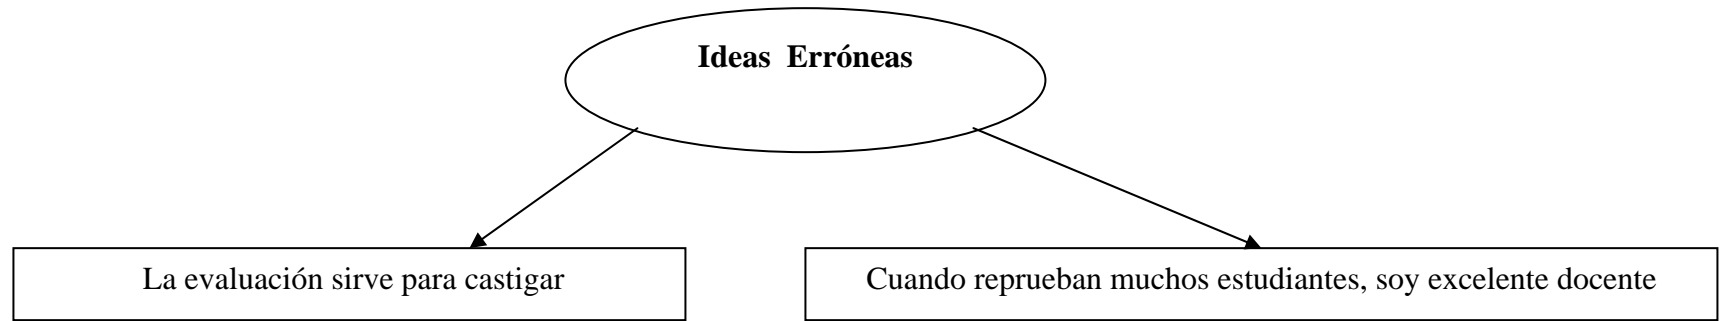 Ideas Erróneas
La evaluación sirve para castigar
Cuando reprueban muchos estudiantes, soy excelente docente